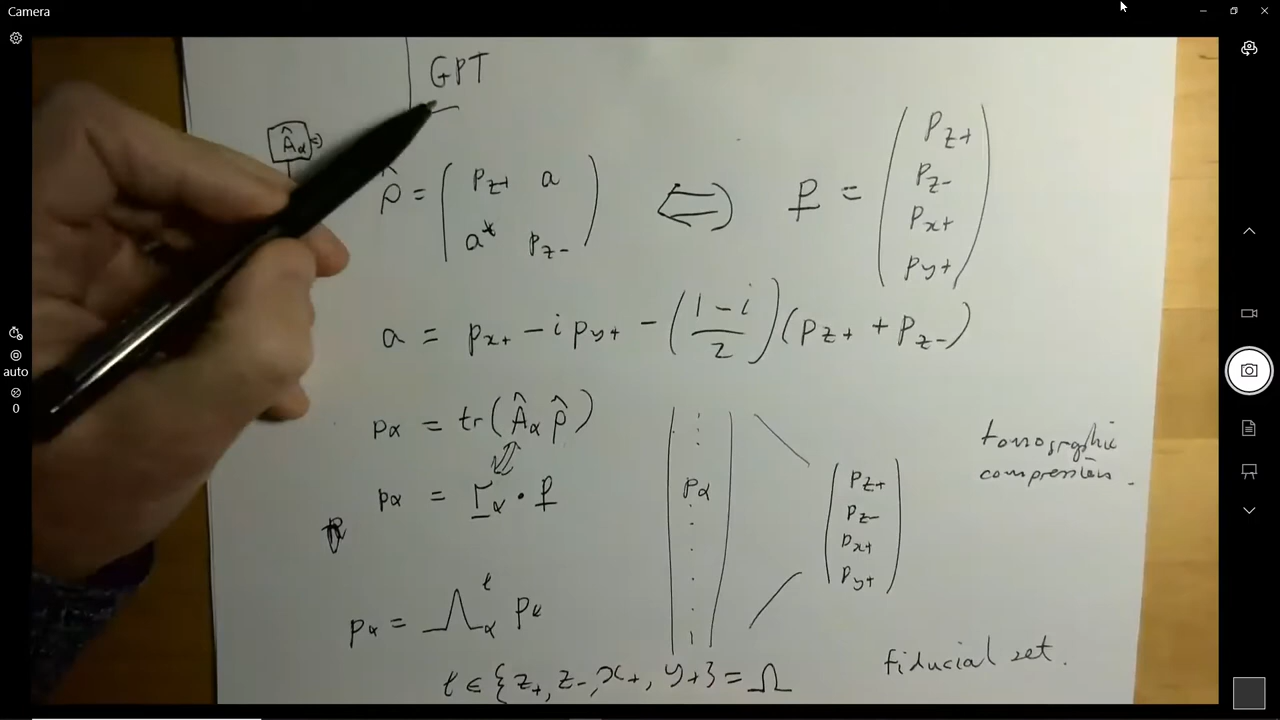 Camera
GPT
Âα
ρ̂ = ( pz+ a ; a* pz- ) ⟺ p = ( pz+ pz- px+ py+ )
a = px+ - i py+ - ( (1-i)/2 ) ( pz+ + pz- )
pα = tr( Âα ρ̂ )
tomographic
compression.
pα = rα · p
pα
( pz+ pz- px+ py+ )
pα = Λα^ℓ pℓ
fiducial set.
ℓ ∈ { z+, z-, x+, y+ } = Ω
auto
0